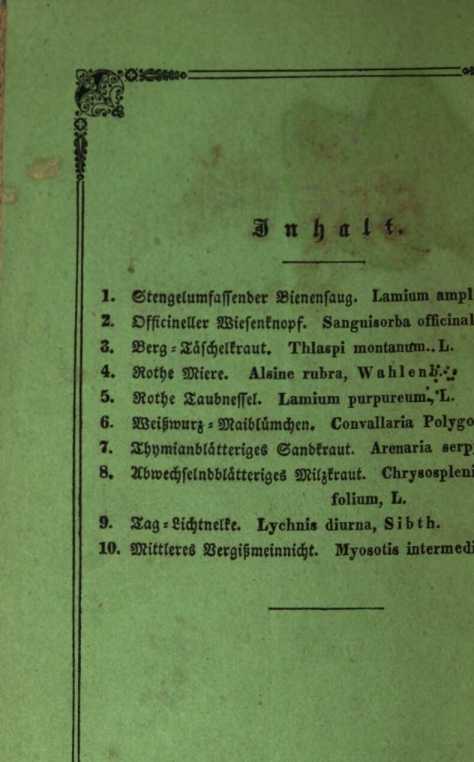 Inhalt.
1. Stengelumfassender Bienensaug. Lamium ampl
2. Officineller Wiesenknopf. Sanguisorba officinal
3. Berg-Täschelkraut. Thlaspi montanum. L.
4. Rothe Miere. Alsine rubra, Wahlenb.
5. Rothe Taubnessel. Lamium purpureum, L.
6. Weißwurz-Maiblümchen. Convallaria Polygo
7. Thymianblätteriges Sandkraut. Arenaria serp
8. Abwechselndblätteriges Milzkraut. Chrysospleni
folium, L.
9. Tag-Lichtnelke. Lychnis diurna, Sibth.
10. Mittleres Vergißmeinnicht. Myosotis intermedi